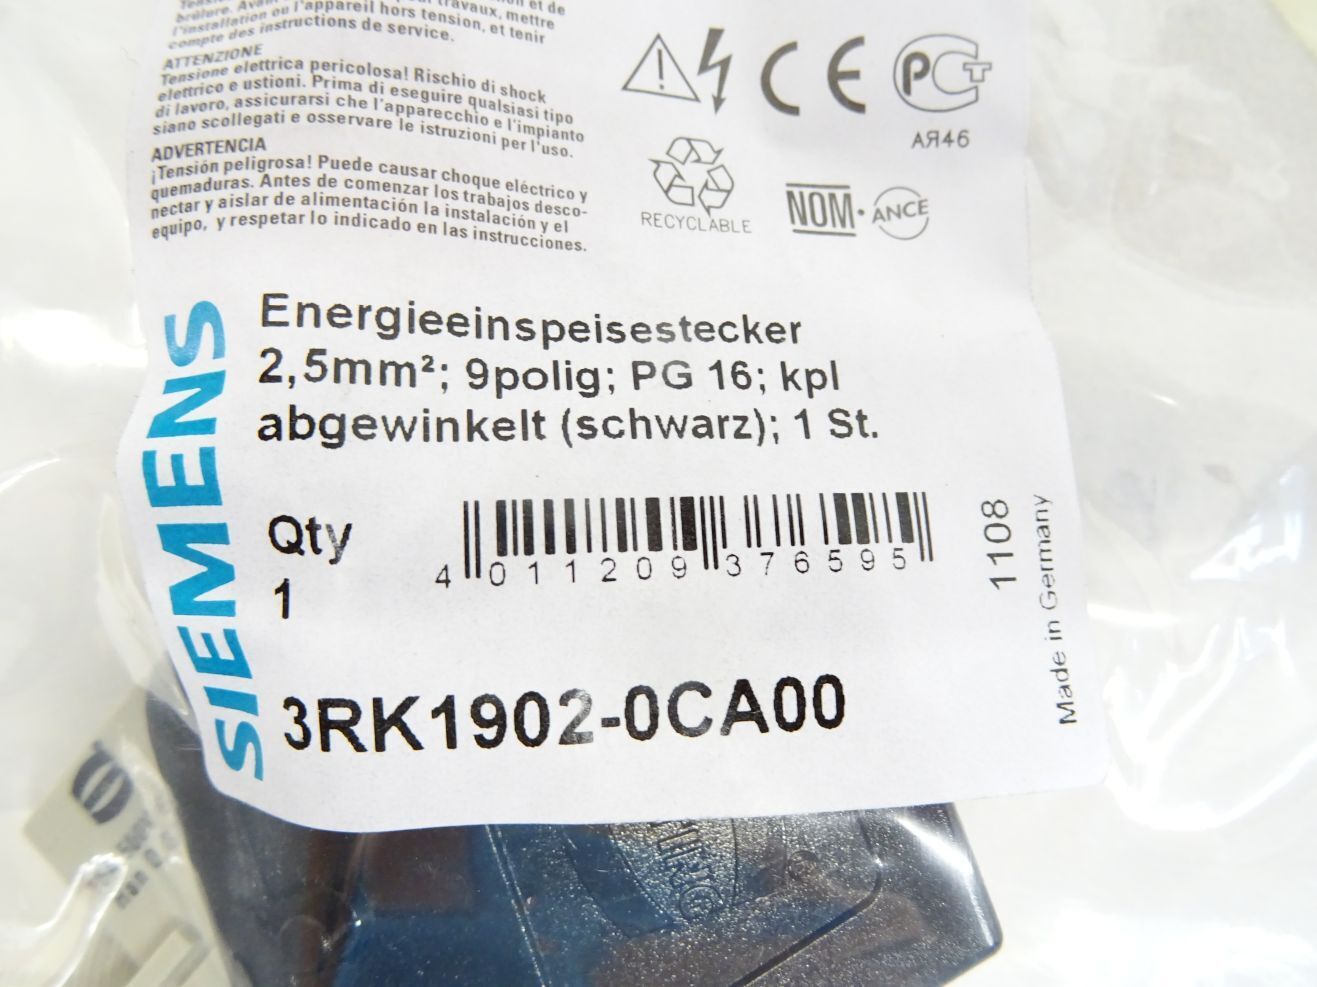 et de
travaux, mettre
l'installation ou l'appareil hors tension, et tenir
compte des instructions de service.
ATTENZIONE
Tensione elettrica pericolosa! Rischio di shock
elettrico e ustioni. Prima di eseguire qualsiasi tipo
di lavoro, assicurarsi che l'apparecchio e l'impianto
siano scollegati e osservare le istruzioni per l'uso.
ADVERTENCIA
¡Tensión peligrosa! Puede causar choque eléctrico y
quemaduras. Antes de comenzar los trabajos desco-
nectar y aislar de alimentación la instalación y el
equipo, y respetar lo indicado en las instrucciones.
CE
PCT
АЯ46
RECYCLABLE
NOM·ANCE
SIEMENS
Energieeinspeisestecker
2,5mm²; 9polig; PG 16; kpl
abgewinkelt (schwarz); 1 St.
Qty
1
4 011209 376595
1108
Made in Germany
3RK1902-0CA00